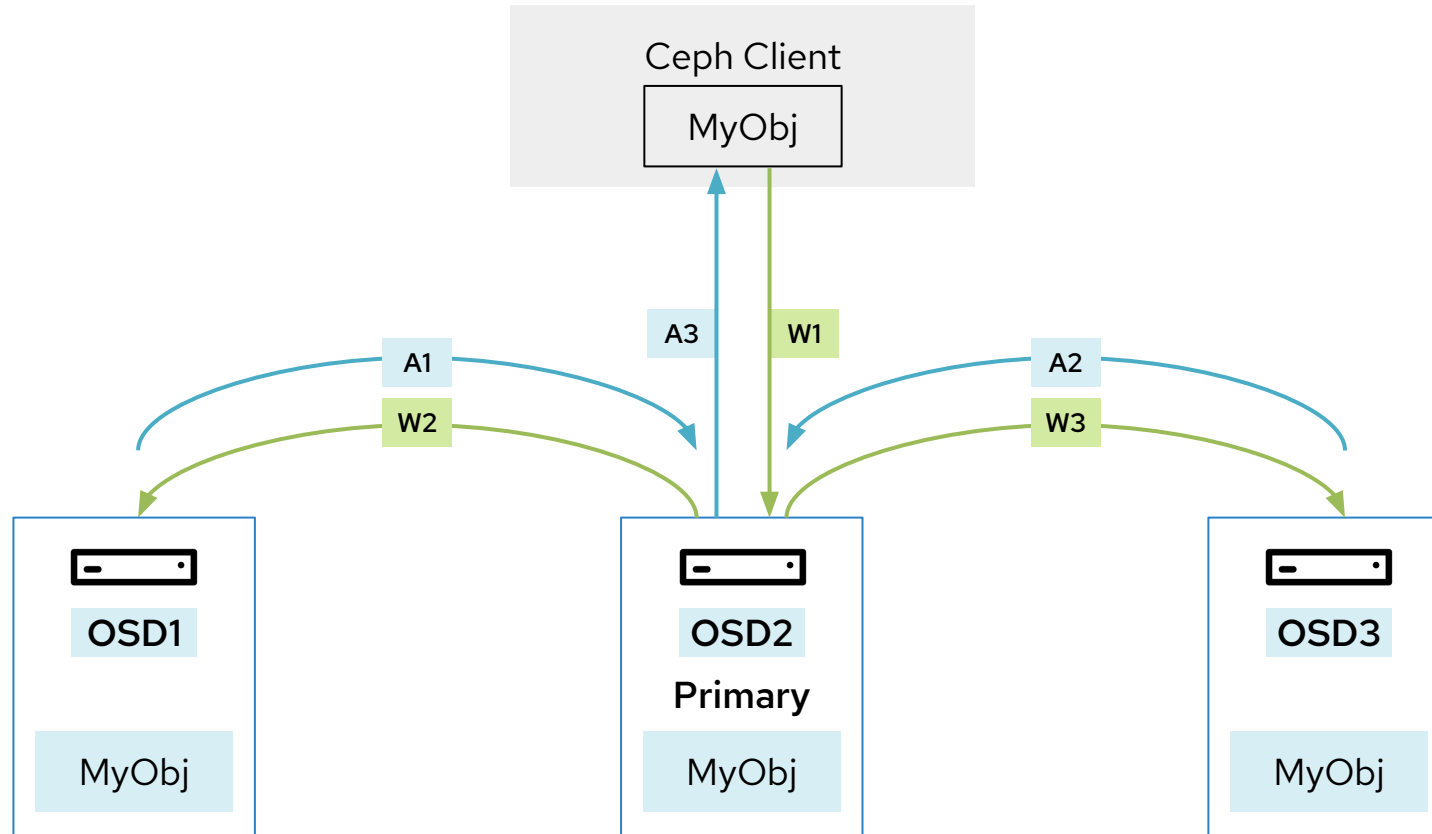 Ceph Client
MyObj
A3
W1
A1
A2
W2
W3
OSD1
OSD2
OSD3
Primary
MyObj
MyObj
MyObj